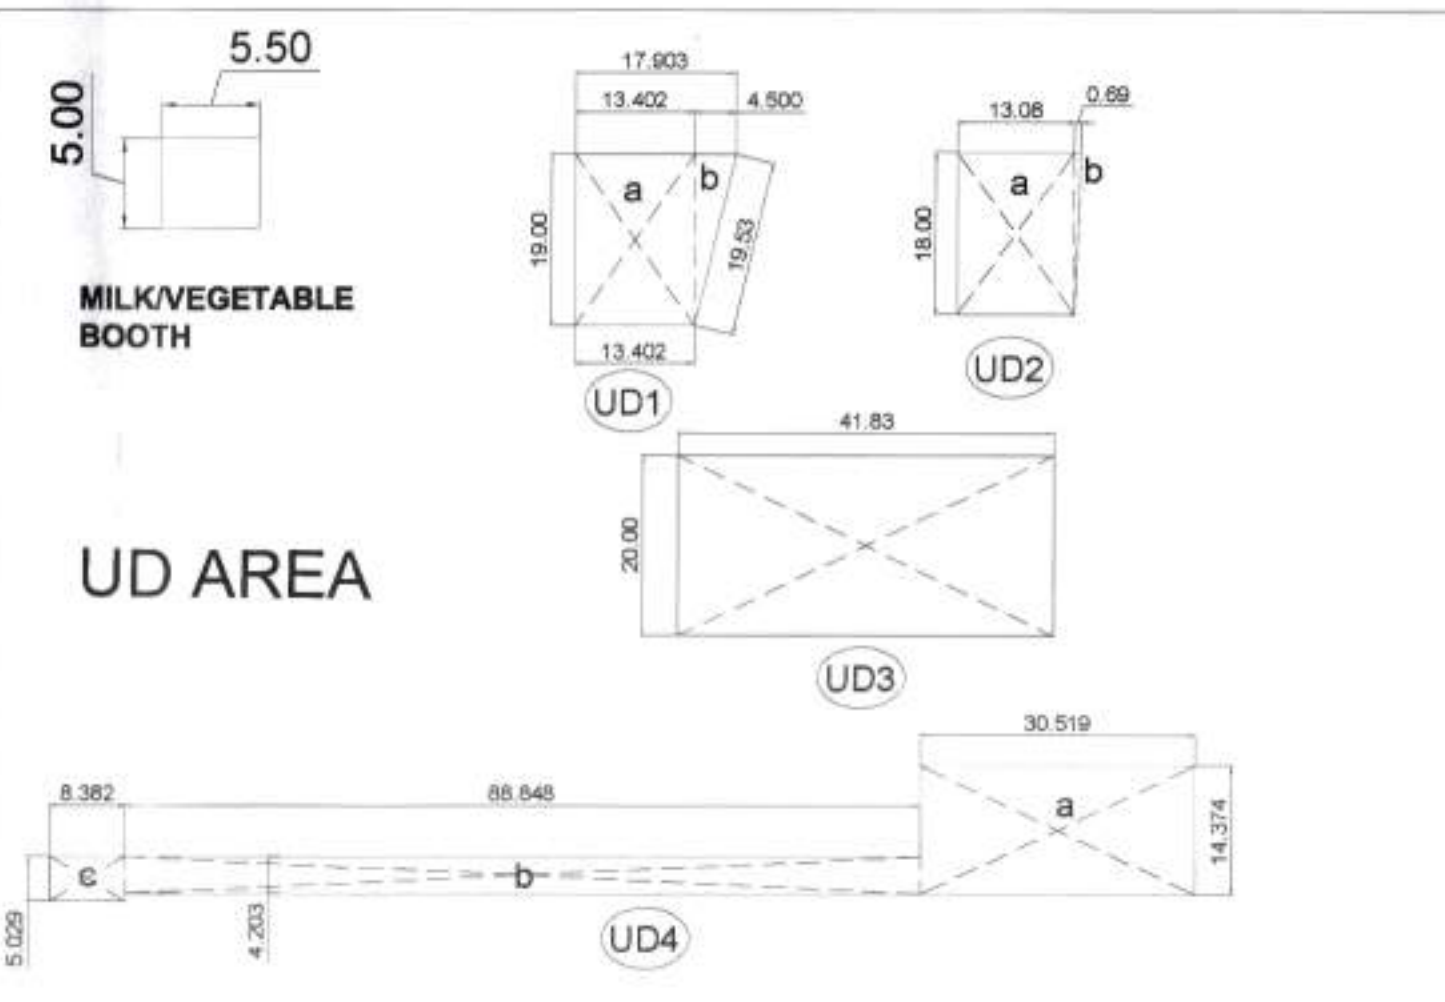 5.50
5.00
MILK/VEGETABLE
BOOTH
17.903
13.402
4.500
a
b
19.00
19.53
13.402
UD1
13.08
0.69
a
b
18.00
UD2
41.83
20.00
UD3
UD AREA
30.519
a
14.374
8.382
88.848
c
b
5.029
4.203
UD4